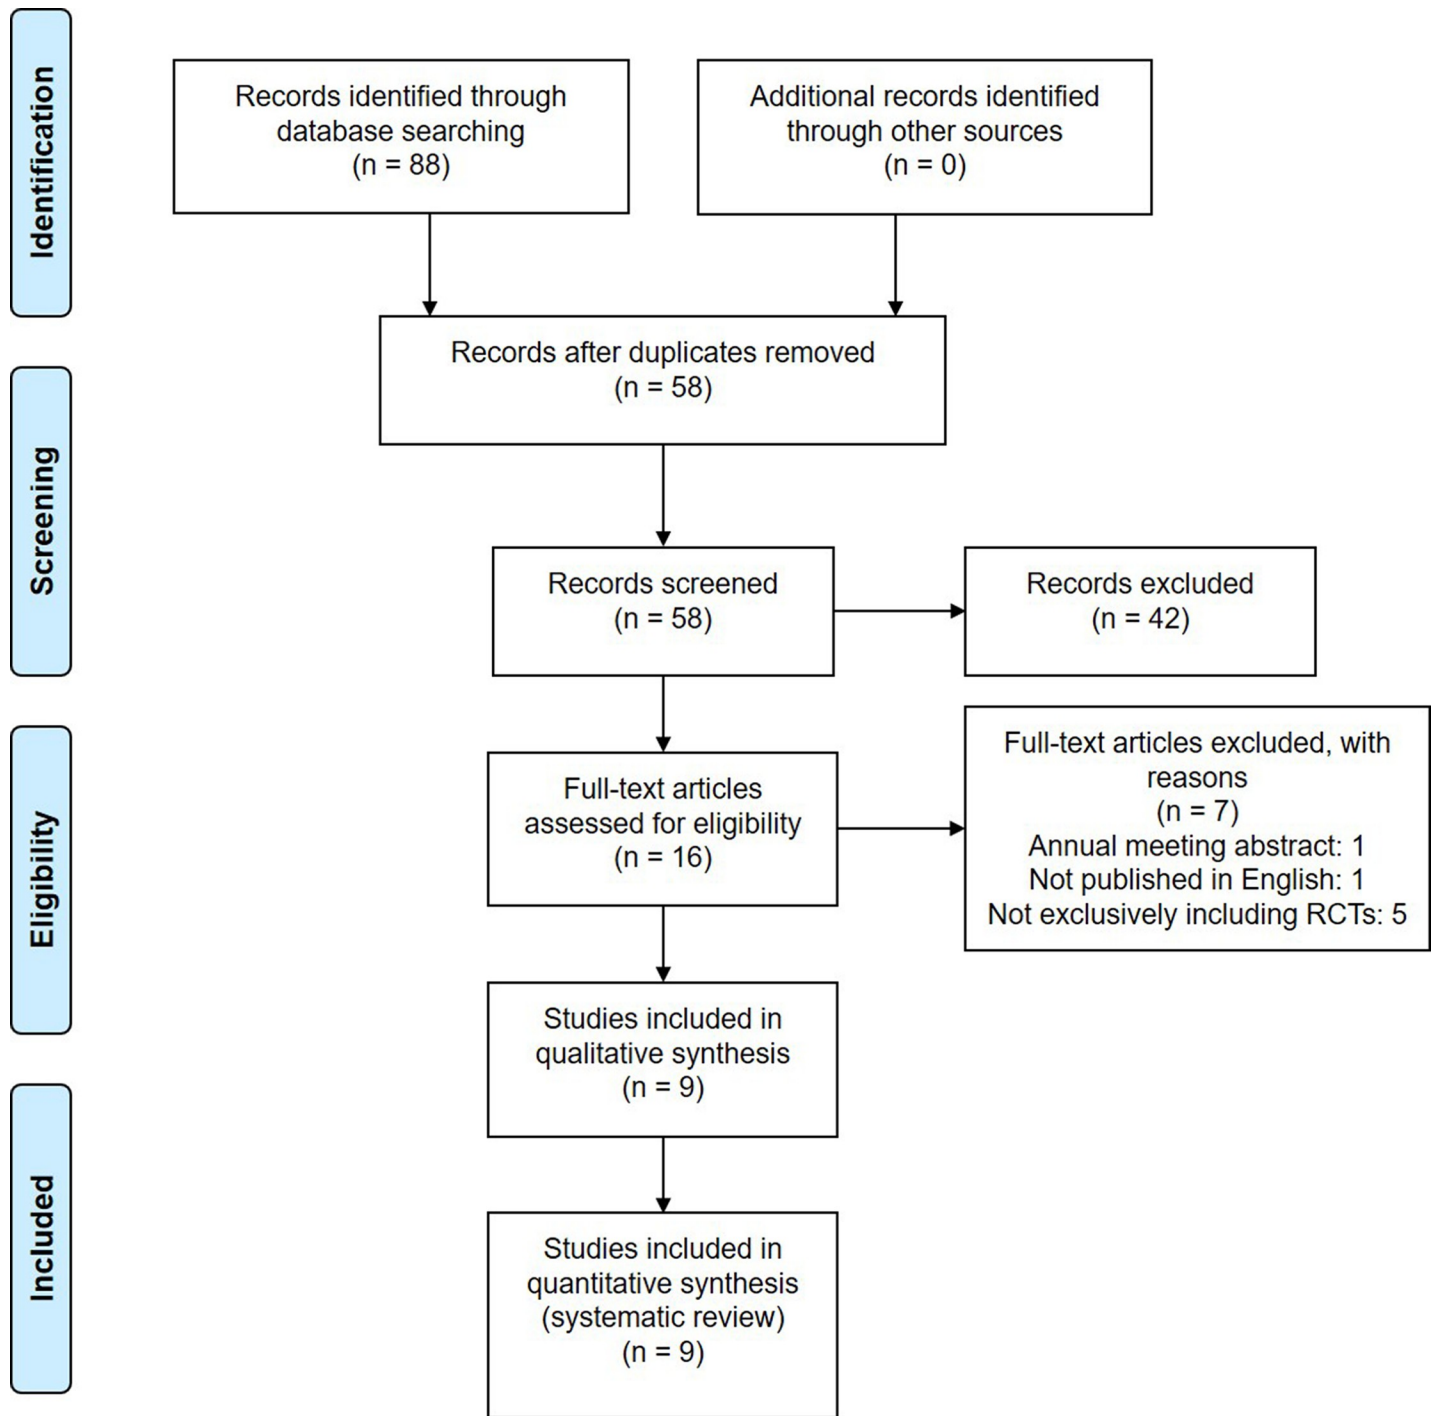 Identification
Records identified through
database searching
(n = 88)
Additional records identified
through other sources
(n = 0)
Records after duplicates removed
(n = 58)
Screening
Records screened
(n = 58)
Records excluded
(n = 42)
Eligibility
Full-text articles
assessed for eligibility
(n = 16)
Full-text articles excluded, with
reasons
(n = 7)
Annual meeting abstract: 1
Not published in English: 1
Not exclusively including RCTs: 5
Studies included in
qualitative synthesis
(n = 9)
Included
Studies included in
quantitative synthesis
(systematic review)
(n = 9)